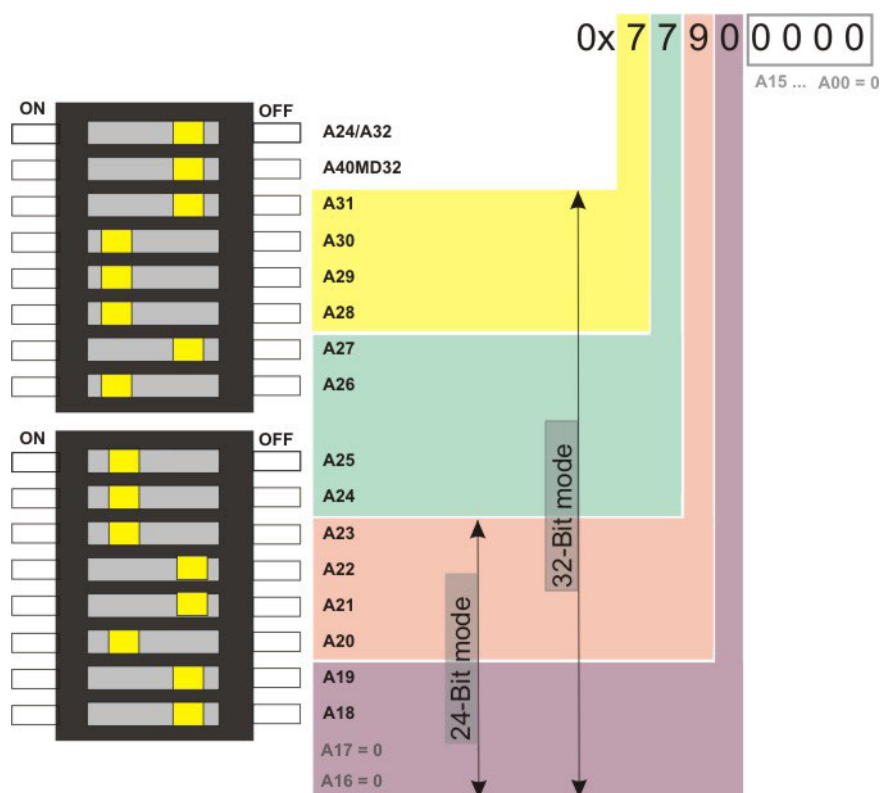 0x 7 7 9 0 0 0 0 0
A15 ... A00 = 0
ON OFF
A24/A32
A40MD32
A31
A30
A29
A28
A27
A26
ON OFF
A25
A24
A23
A22
A21
A20
A19
A18
A17 = 0
A16 = 0
24-Bit mode
32-Bit mode